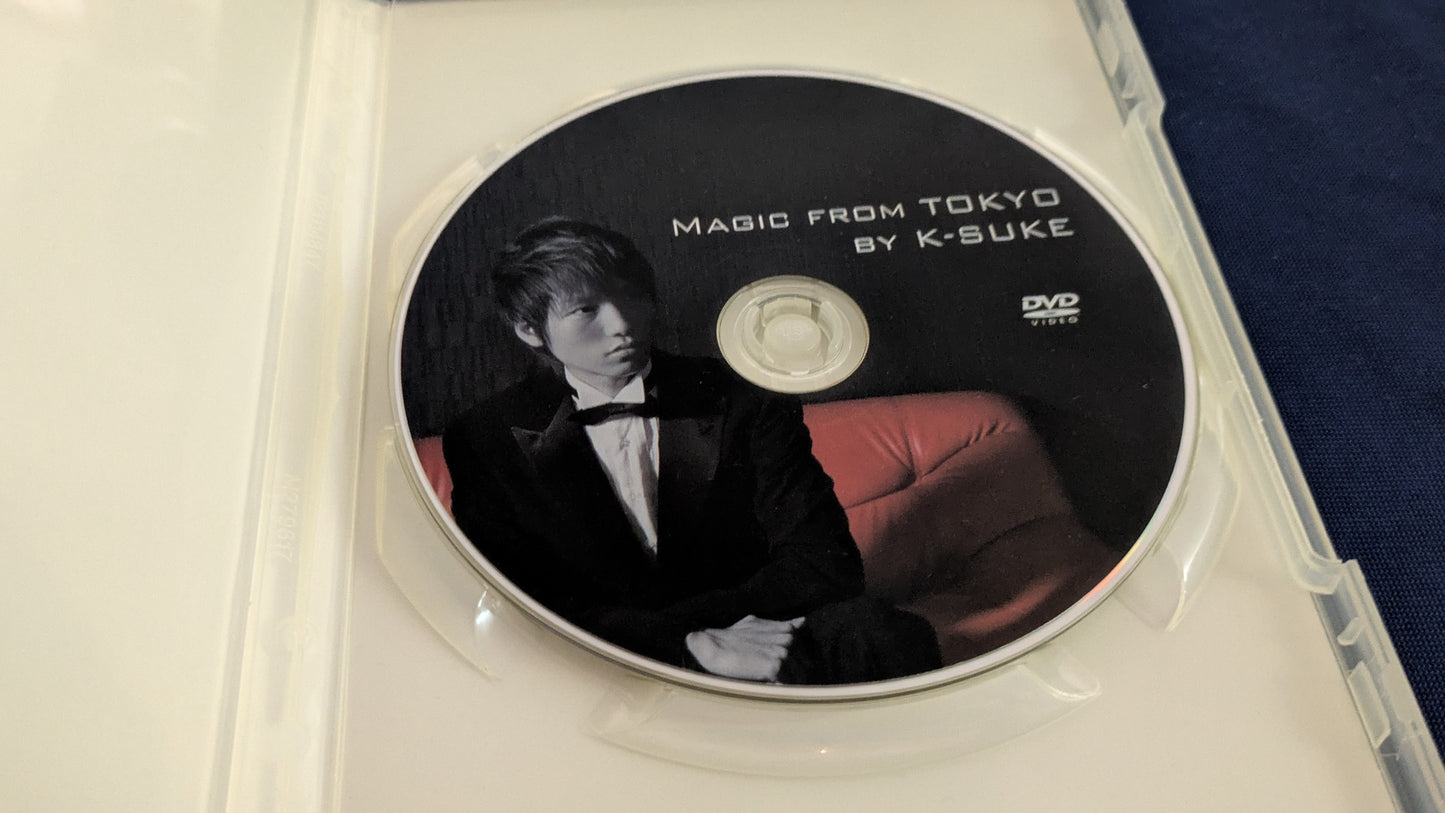 Magic from TOKYO
by K-SUKE
DVD
VIDEO